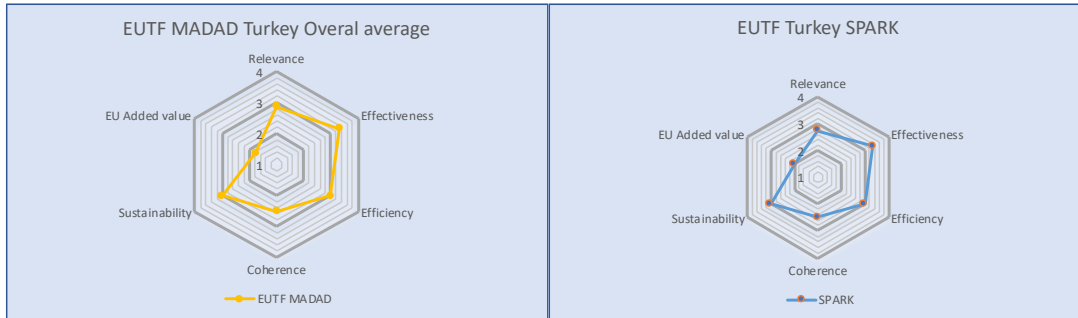 EUTF MADAD Turkey Overal average
Relevance
4
3
2
1
EU Added value
Effectiveness
Sustainability
Efficiency
Coherence
EUTF MADAD
EUTF Turkey SPARK
Relevance
4
3
2
1
EU Added value
Effectiveness
Sustainability
Efficiency
Coherence
SPARK